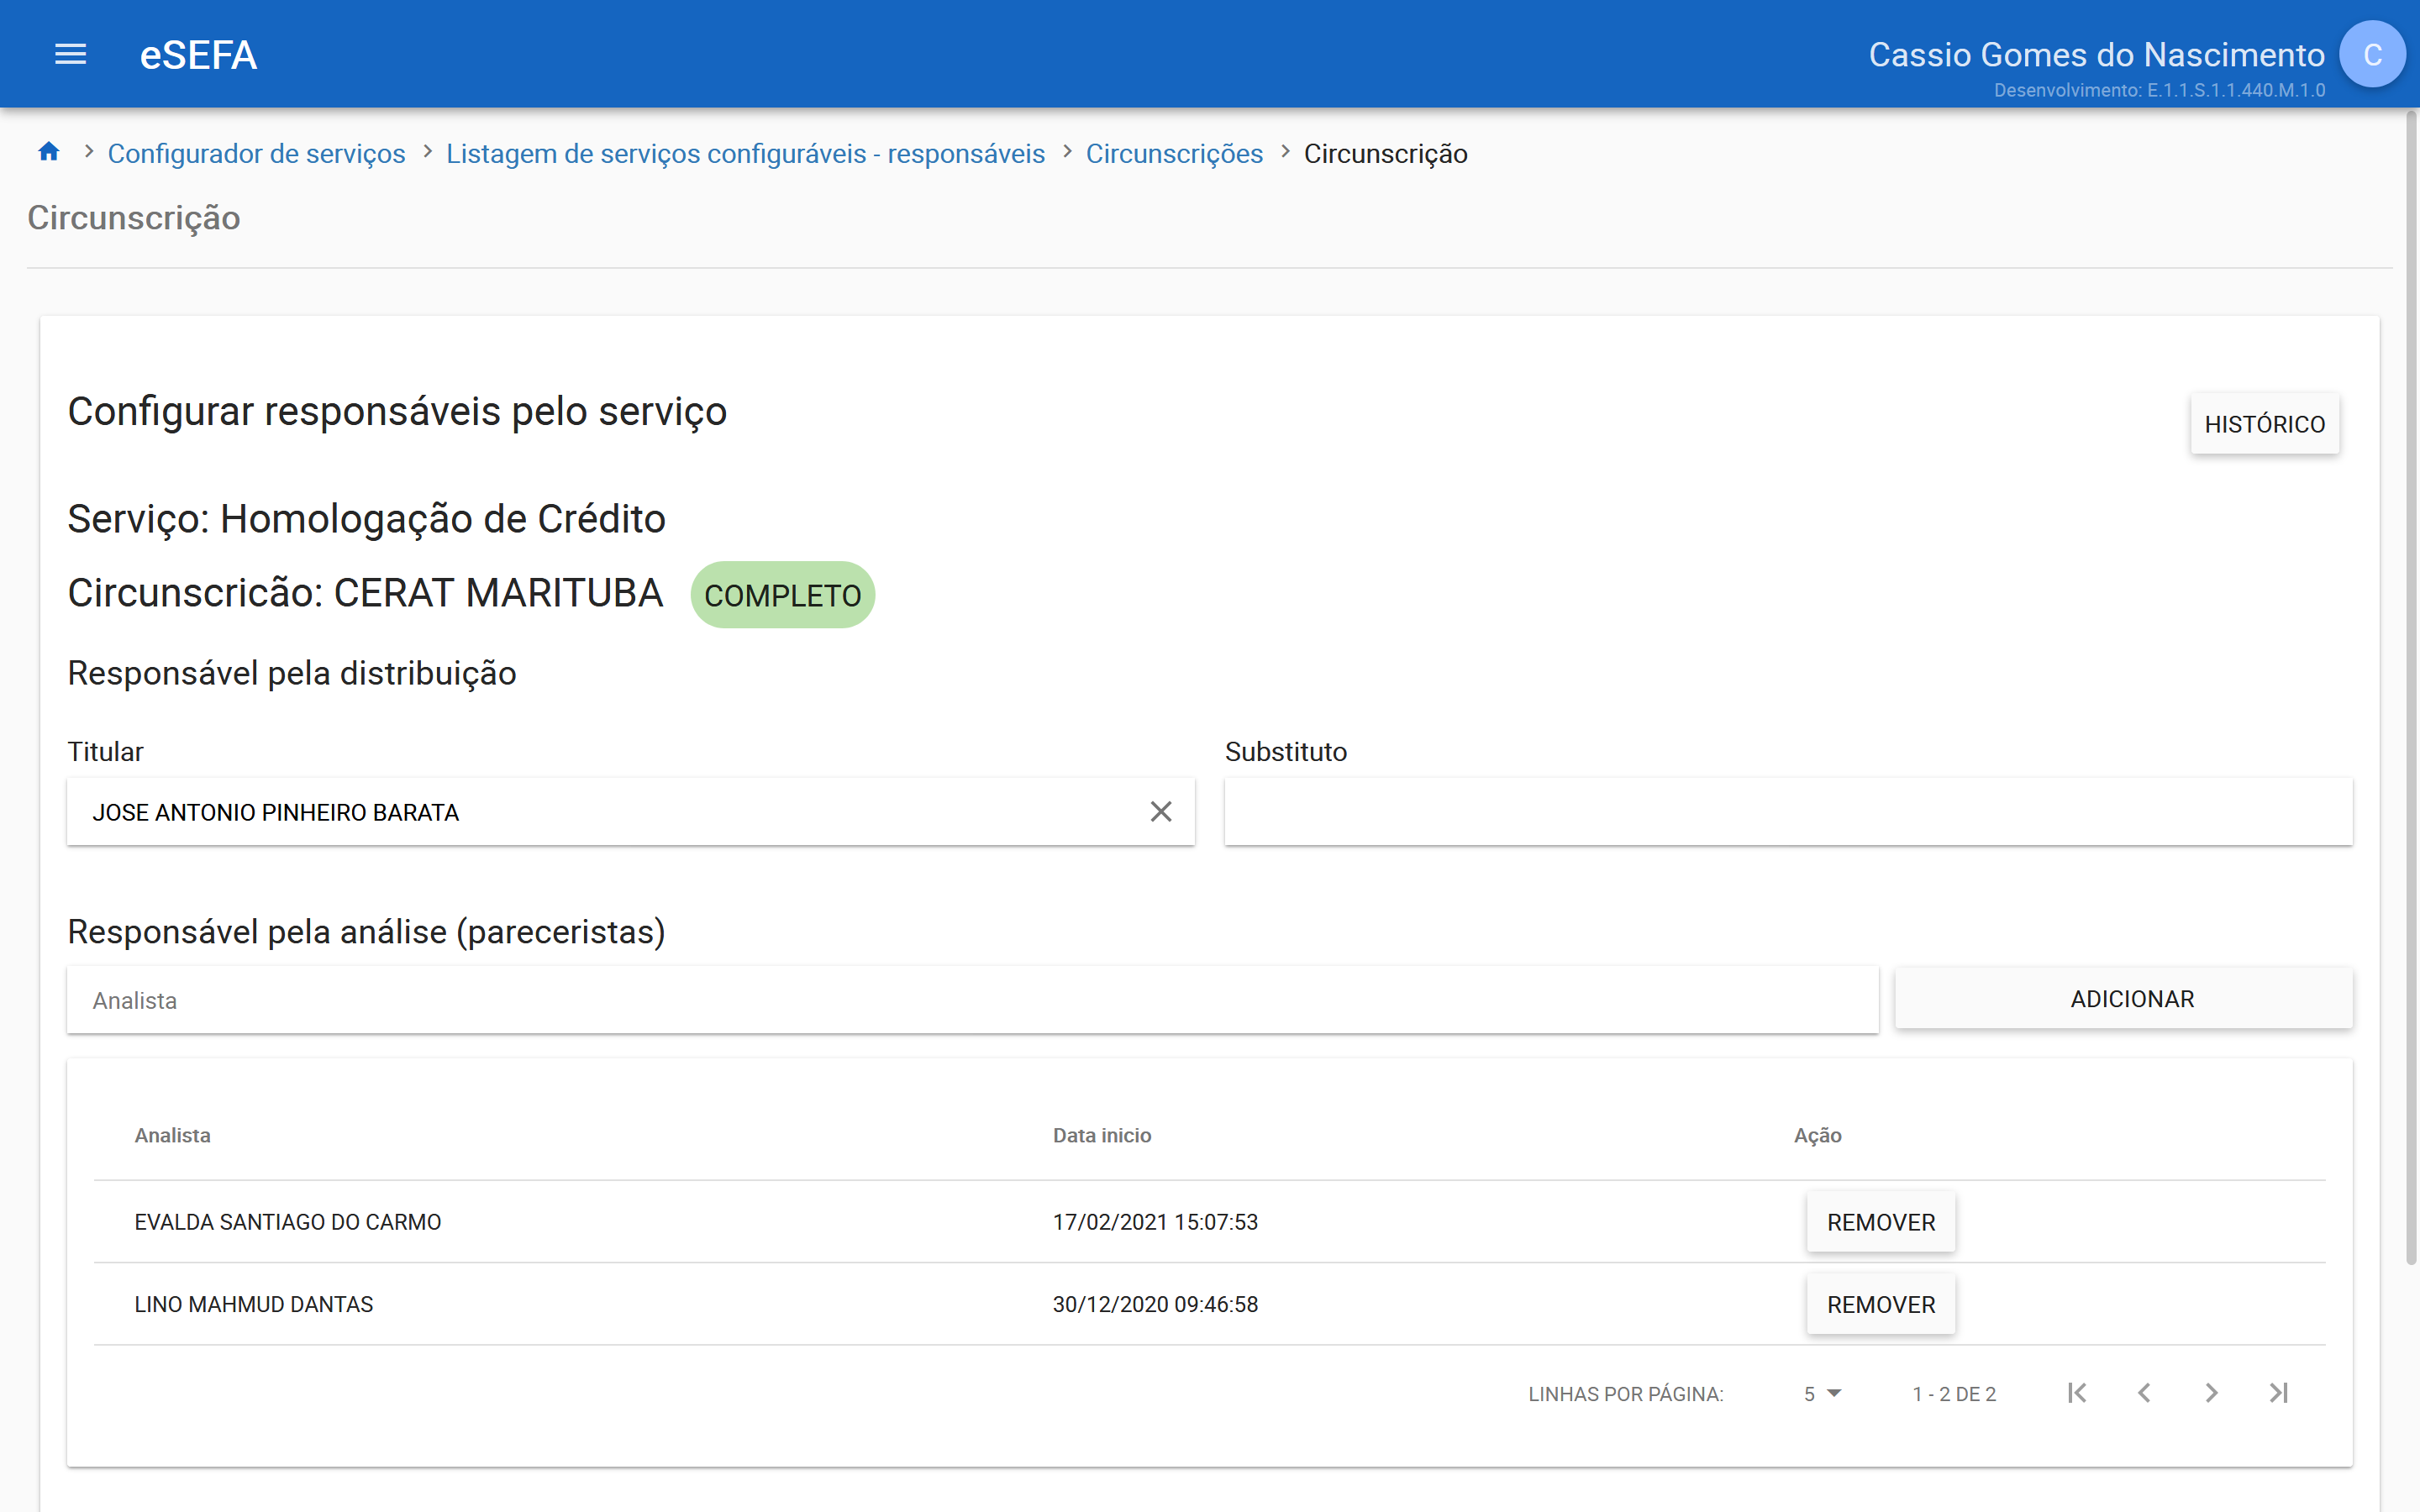 eSEFA
Cassio Gomes do Nascimento
C
Desenvolvimento: E.1.1.S.1.1.440.M.1.0
Configurador de serviços
Listagem de serviços configuráveis - responsáveis
Circunscrições
Circunscrição
Circunscrição
Configurar responsáveis pelo serviço
HISTÓRICO
Serviço: Homologação de Crédito
Circunscricão: CERAT MARITUBA
COMPLETO
Responsável pela distribuição
Titular
Substituto
JOSE ANTONIO PINHEIRO BARATA
Responsável pela análise (pareceristas)
Analista
ADICIONAR
Analista
Data inicio
Ação
EVALDA SANTIAGO DO CARMO
17/02/2021 15:07:53
REMOVER
LINO MAHMUD DANTAS
30/12/2020 09:46:58
REMOVER
LINHAS POR PÁGINA:
5
1 - 2 DE 2